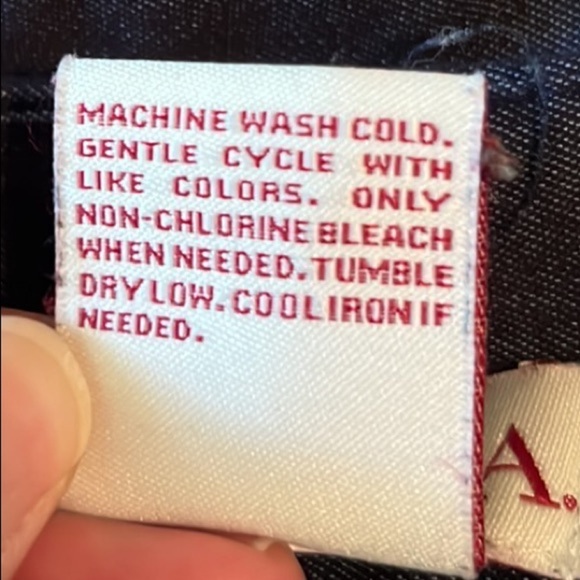 MACHINE WASH COLD.
GENTLE CYCLE WITH
LIKE COLORS. ONLY
NON-CHLORINE BLEACH
WHEN NEEDED. TUMBLE
DRY LOW. COOL IRON IF
NEEDED.
A.®